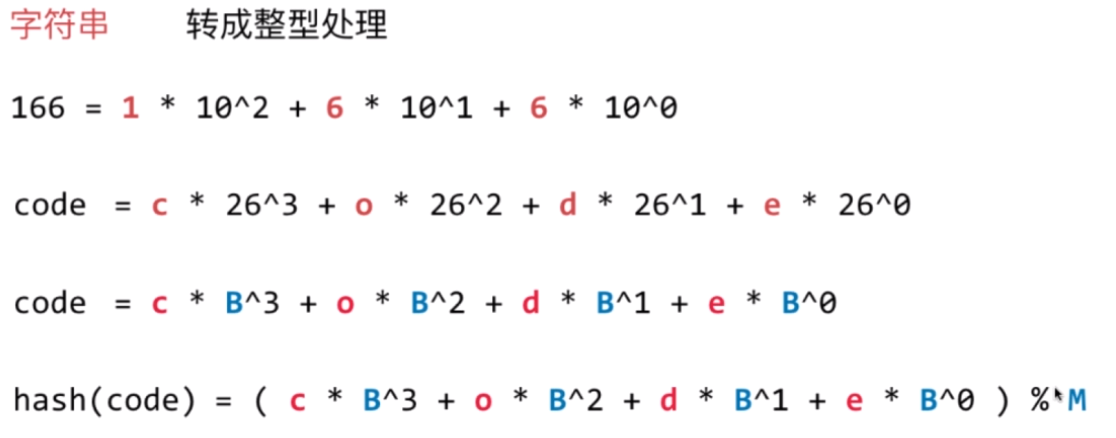 字符串 转成整型处理
166 = 1 * 10^2 + 6 * 10^1 + 6 * 10^0
code = c * 26^3 + o * 26^2 + d * 26^1 + e * 26^0
code = c * B^3 + o * B^2 + d * B^1 + e * B^0
hash(code) = ( c * B^3 + o * B^2 + d * B^1 + e * B^0 ) % M